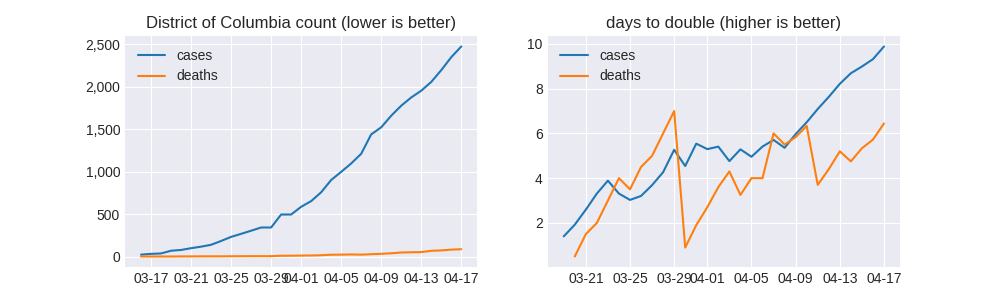 District of Columbia count (lower is better)
2,500
2,000
1,500
1,000
500
0
cases
deaths
03-17 03-21 03-25 03-29 04-01 04-05 04-09 04-13 04-17
days to double (higher is better)
10
8
6
4
2
cases
deaths
03-21 03-25 03-29 04-01 04-05 04-09 04-13 04-17